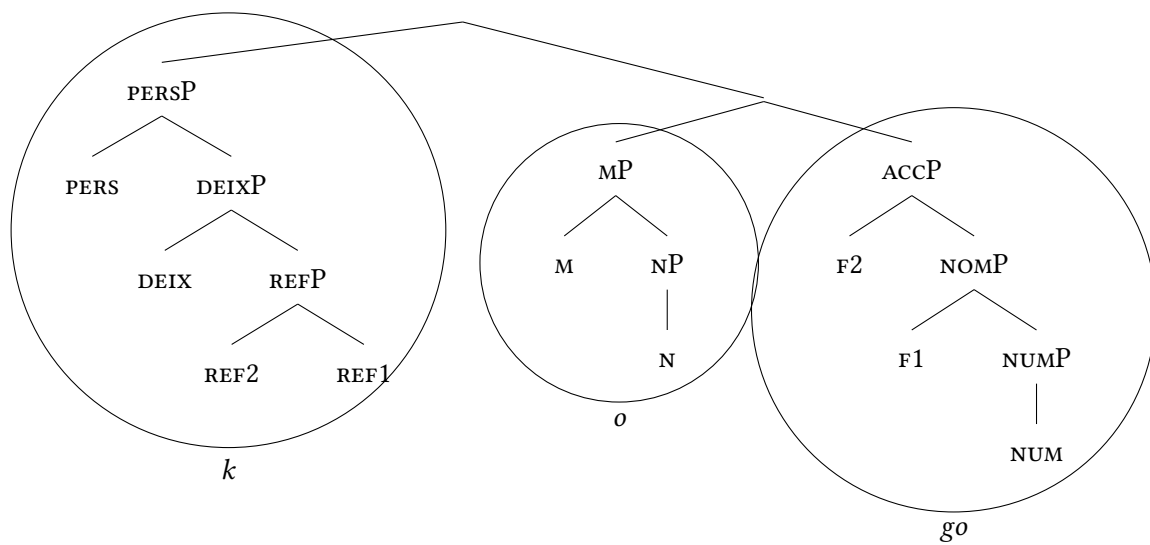 PERSP
MP ACCP
PERS DEIXP
M NP F2 NOMP
DEIX REFP
N F1 NUMP
REF2 REF1
o
NUM
k
go